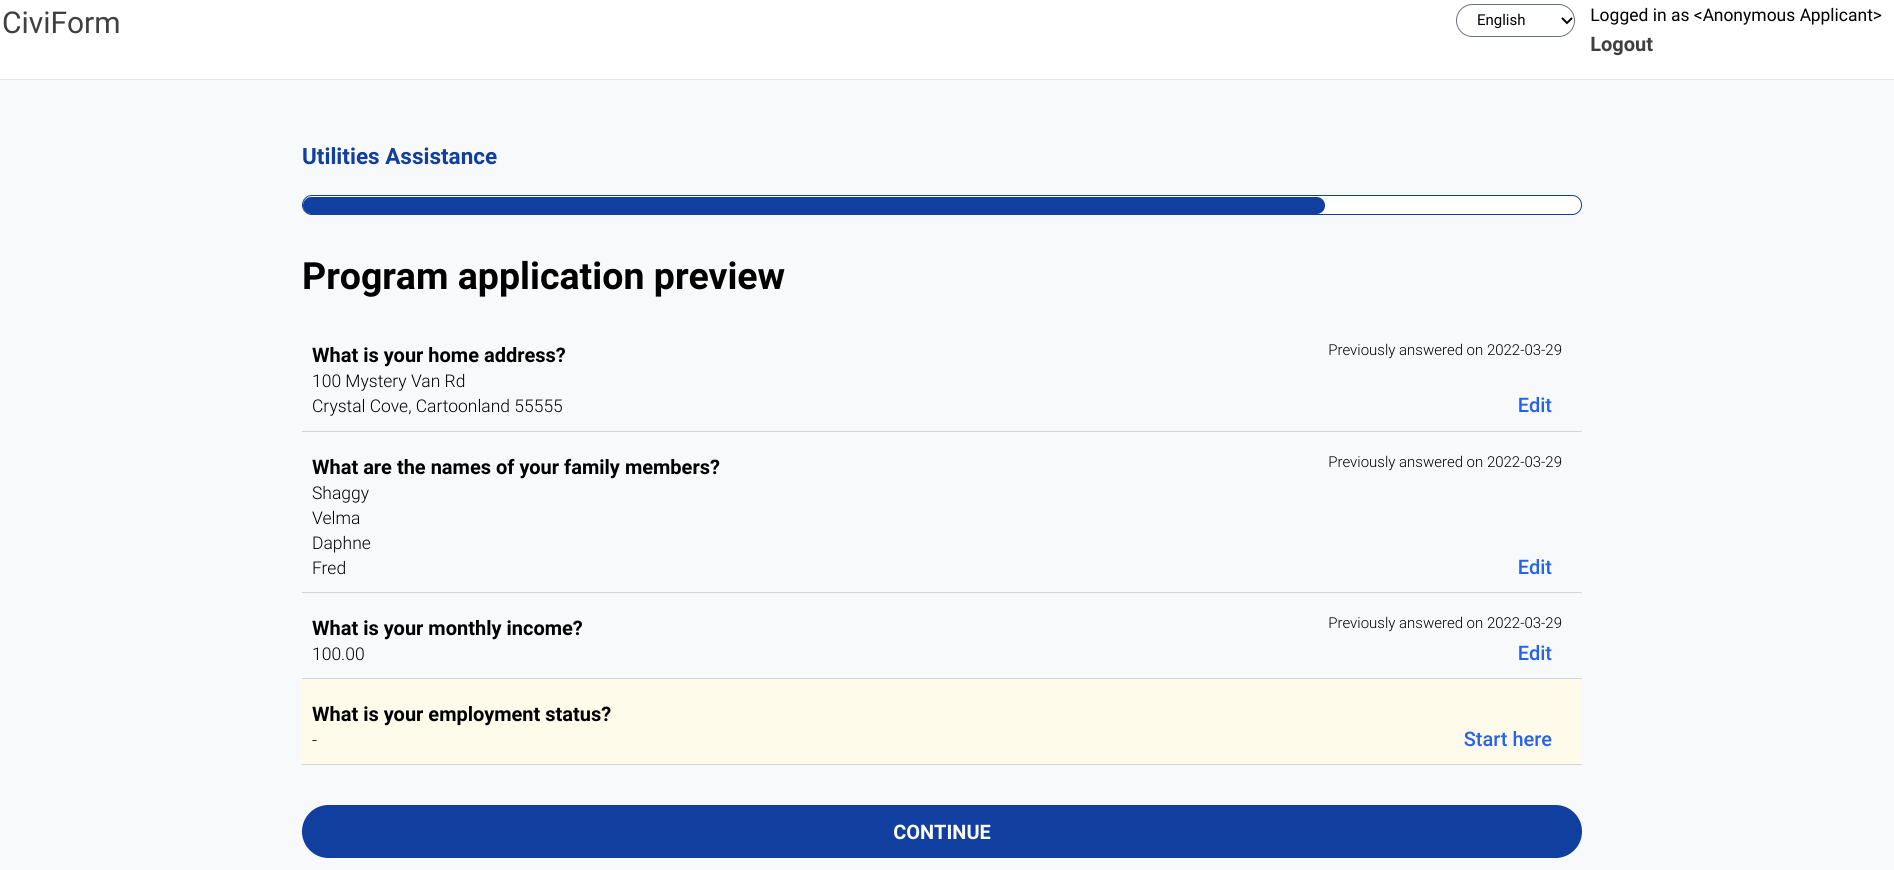 CiviForm
English
Logged in as <Anonymous Applicant>
Logout
Utilities Assistance
Program application preview
What is your home address?
Previously answered on 2022-03-29
100 Mystery Van Rd
Crystal Cove, Cartoonland 55555
Edit
What are the names of your family members?
Previously answered on 2022-03-29
Shaggy
Velma
Daphne
Fred
Edit
What is your monthly income?
Previously answered on 2022-03-29
100.00
Edit
What is your employment status?
-
Start here
CONTINUE